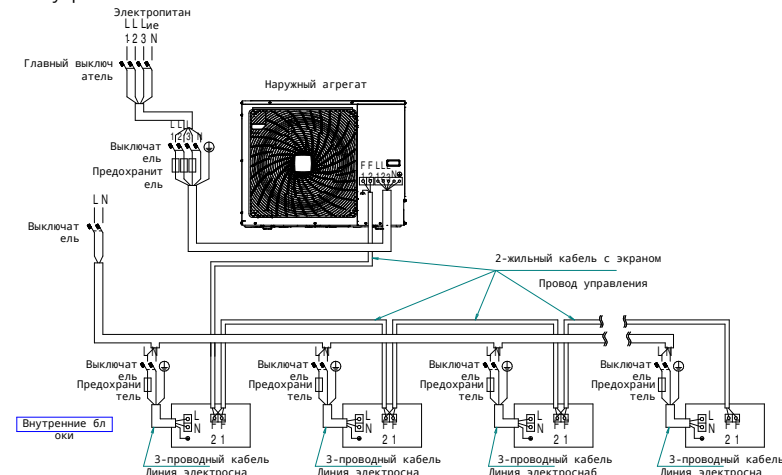 Электропитан
ие
L L L N
1 2 3
Главный выключ
атель
Наружный агрегат
L L L N
1 2 3
Выключат
ель
Предохранит
ель
F F L L L N
1 2 1 2 3
L N
Выключат
ель
2-жильный кабель с экраном
Провод управления
L N
L N
L N
L N
Выключат
ель
Выключат
ель
Выключат
ель
Выключат
ель
Предохрани
тель
Предохрани
тель
Предохрани
тель
Предохрани
тель
Внутренние бл
оки
L
N
F F
2 1
L
N
F F
2 1
L
N
F F
2 1
L
N
F F
2 1
3-проводный кабель
3-проводный кабель
3-проводный кабель
3-проводный кабель
Линия электросна
Линия электросна
Линия электроснаб
Линия электросна